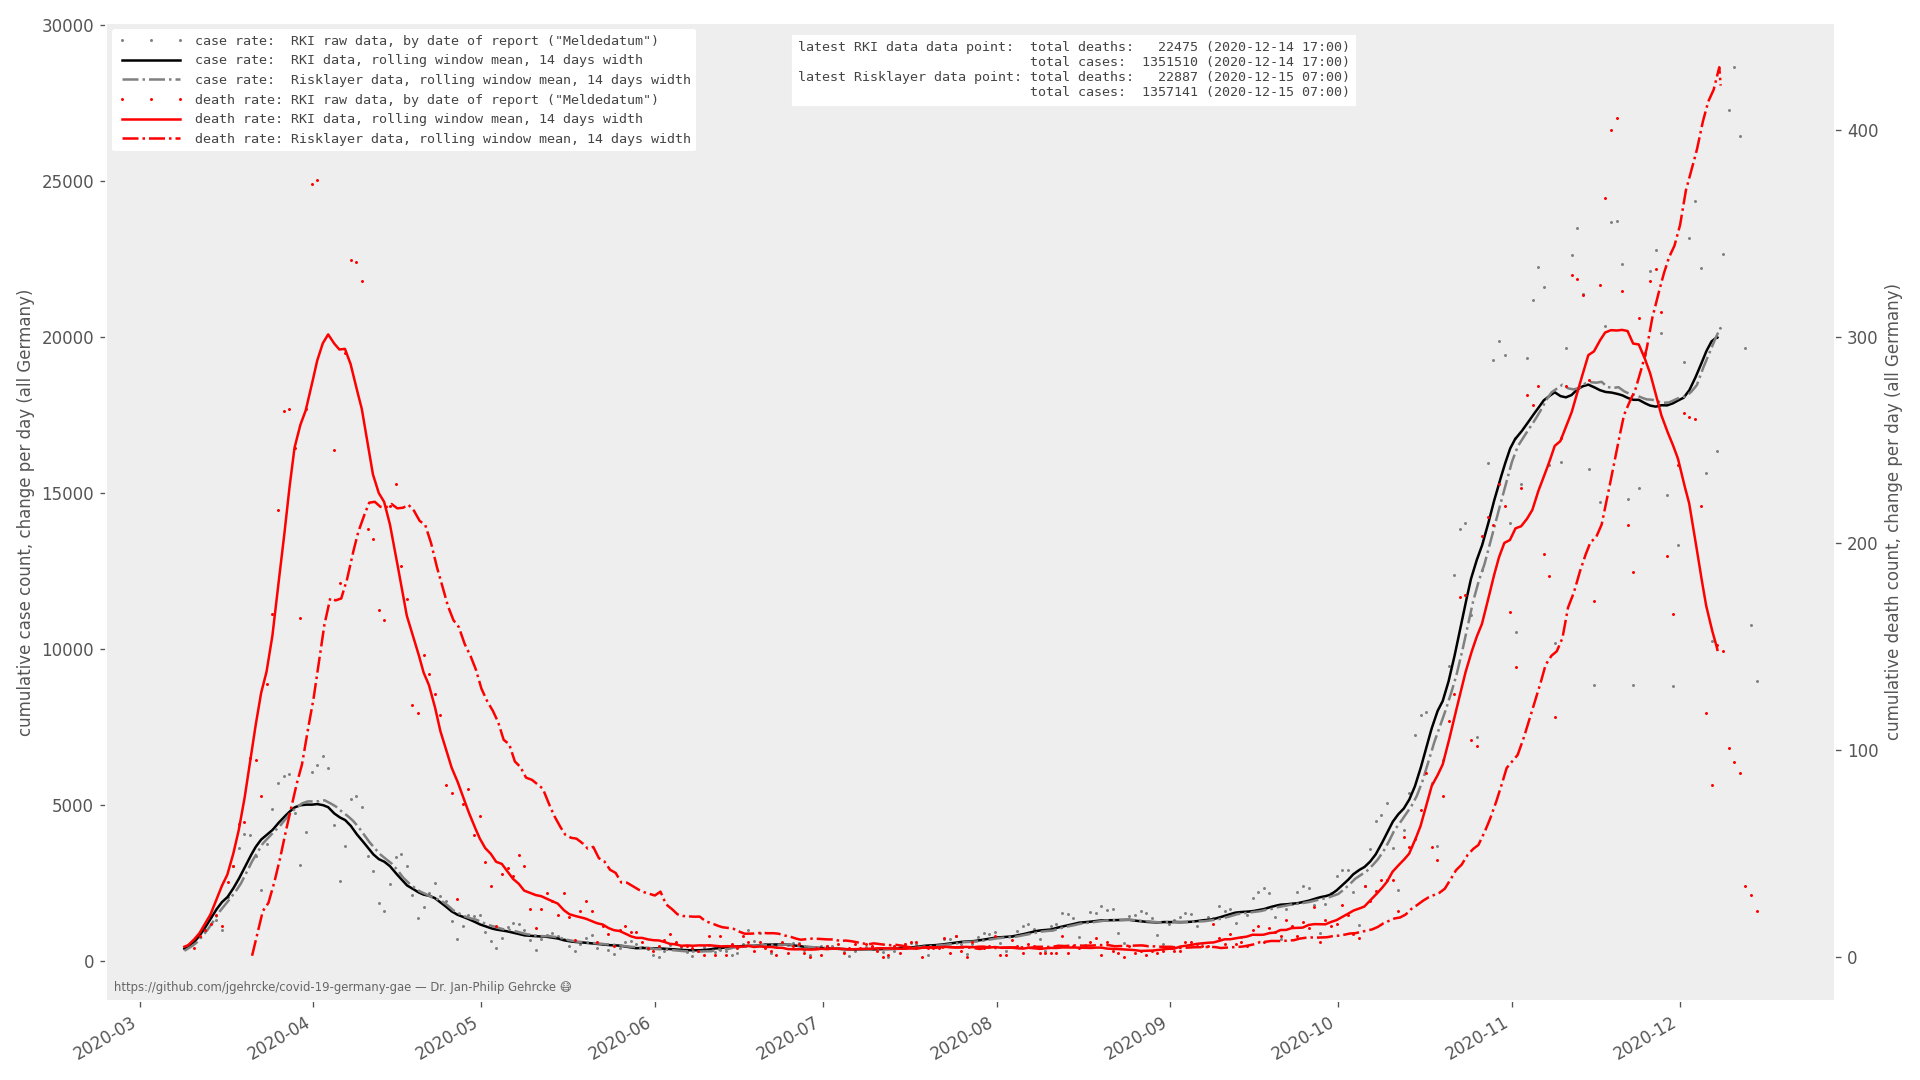 30000
25000
20000
15000
10000
5000
0
cumulative case count, change per day (all Germany)
case rate:  RKI raw data, by date of report ("Meldedatum")
case rate:  RKI data, rolling window mean, 14 days width
case rate:  Risklayer data, rolling window mean, 14 days width
death rate: RKI raw data, by date of report ("Meldedatum")
death rate: RKI data, rolling window mean, 14 days width
death rate: Risklayer data, rolling window mean, 14 days width
latest RKI data data point:  total deaths:   22475 (2020-12-14 17:00)
total cases:  1351510 (2020-12-14 17:00)
latest Risklayer data point: total deaths:   22887 (2020-12-15 07:00)
total cases:  1357141 (2020-12-15 07:00)
400
300
200
100
0
cumulative death count, change per day (all Germany)
https://github.com/jgehrcke/covid-19-germany-gae — Dr. Jan-Philip Gehrcke 😷
2020-03
2020-04
2020-05
2020-06
2020-07
2020-08
2020-09
2020-10
2020-11
2020-12